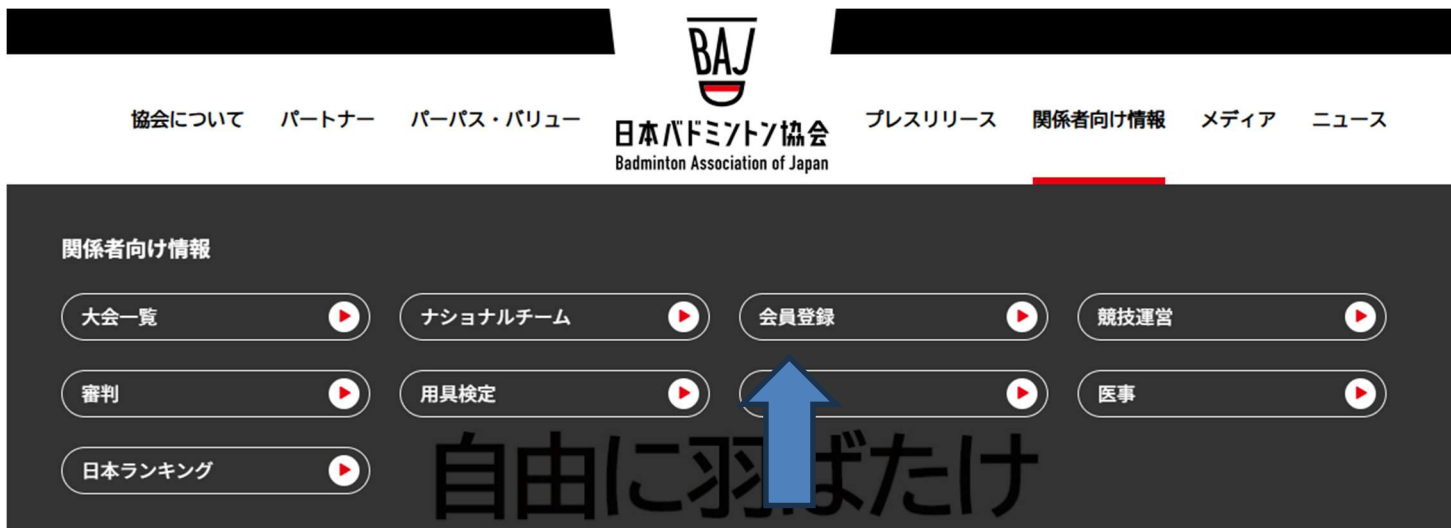 BAJ
日本バドミントン協会
Badminton Association of Japan
協会について パートナー パーパス・バリュー プレスリリース 関係者向け情報 メディア ニュース
関係者向け情報
大会一覧 ナショナルチーム 会員登録 競技運営
審判 用具検定 医事
日本ランキング
自由に羽ばたけ